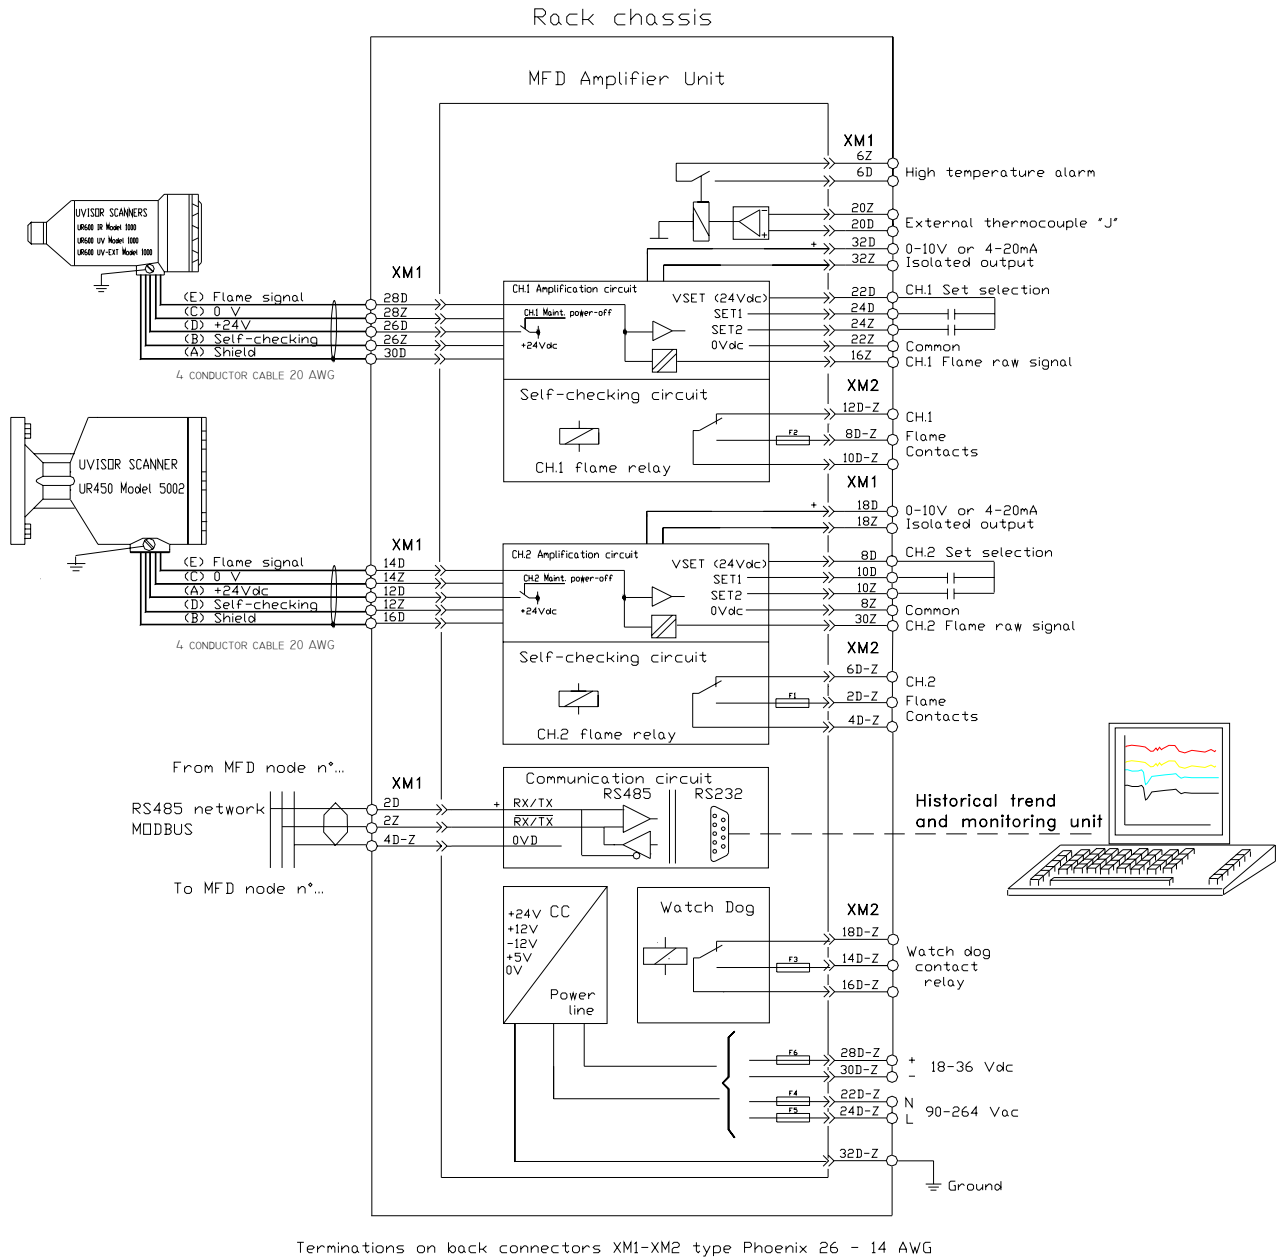 Rack chassis
MFD Amplifier Unit
XM1
6Z
6D
High temperature alarm
20Z
20D
External thermocouple "J"
- +
+ 32D
0-10V or 4-20mA
32Z
Isolated output
UVISOR SCANNERS
UR600 IR Model 1000
UR600 UV Model 1000
UR600 UV-EXT Model 1000
XM1
(E) Flame signal
28D
(C) 0 V
28Z
(D) +24V
26D
(B) Self-checking
26Z
(A) Shield
30D
4 CONDUCTOR CABLE 20 AWG
CH.1 Amplification circuit
CH.1 Maint. power-off
+24Vdc
VSET (24Vdc)
SET1
SET2
0Vdc
22D
CH.1 Set selection
24D
24Z
22Z
Common
16Z
CH.1 Flame raw signal
Self-checking circuit
CH.1 flame relay
XM2
12D-Z
CH.1
F2
8D-Z
Flame
Contacts
10D-Z
UVISOR SCANNER
UR450 Model 5002
XM1
+ 18D
0-10V or 4-20mA
18Z
Isolated output
XM1
(E) Flame signal
14D
(C) 0 V
14Z
(A) +24Vdc
12D
(D) Self-checking
12Z
(B) Shield
16D
4 CONDUCTOR CABLE 20 AWG
CH.2 Amplification circuit
CH.2 Maint. power-off
+24Vdc
VSET (24Vdc)
SET1
SET2
0Vdc
8D
CH.2 Set selection
10D
10Z
8Z
Common
30Z
CH.2 Flame raw signal
Self-checking circuit
CH.2 flame relay
XM2
6D-Z
CH.2
F1
2D-Z
Flame
Contacts
4D-Z
From MFD node n°...
RS485 network
MODBUS
To MFD node n°...
XM1
2D
2Z
4D-Z
Communication circuit
RS485
RS232
+ RX/TX
RX/TX
0VD
Historical trend
and monitoring unit
+24V
+12V
-12V
+5V
0V
CC
Power
line
Watch Dog
XM2
18D-Z
F3
14D-Z
16D-Z
Watch dog
contact
relay
F6
28D-Z
+
30D-Z
-
18-36 Vdc
F4
22D-Z
N
F5
24D-Z
L
90-264 Vac
32D-Z
Ground
Terminations on back connectors XM1-XM2 type Phoenix 26 - 14 AWG